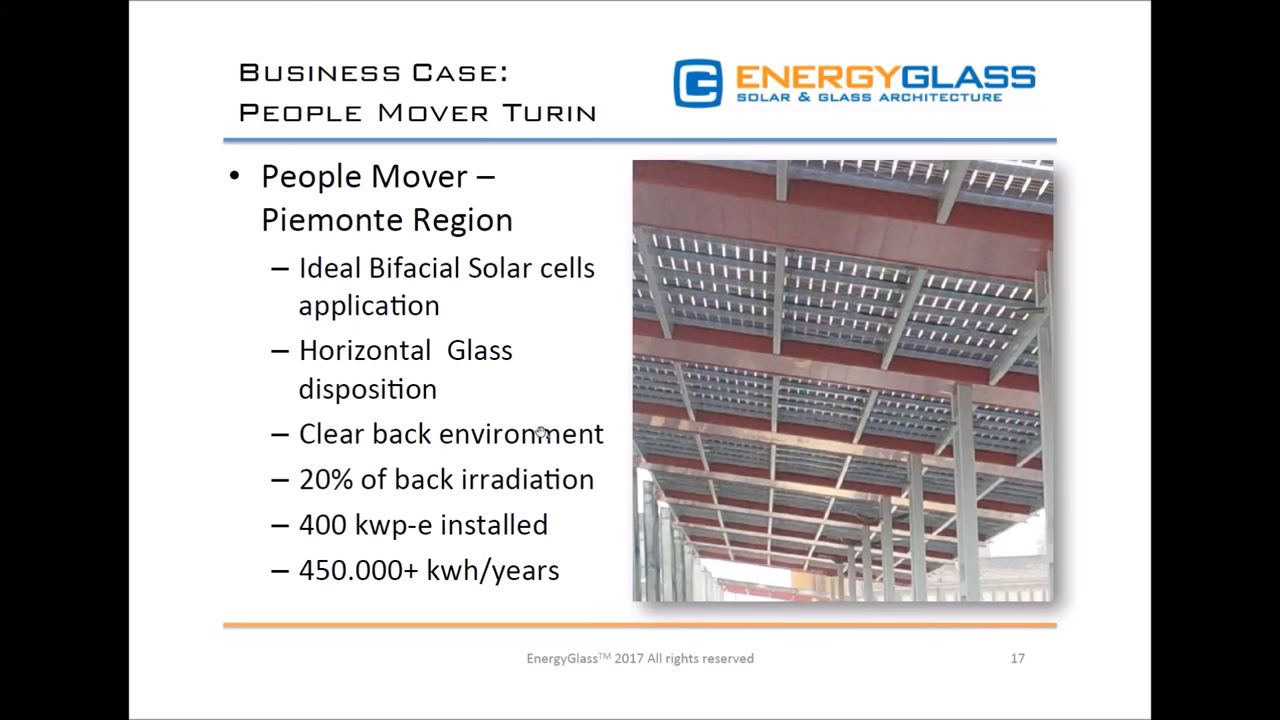 BUSINESS CASE:
PEOPLE MOVER TURIN
ENERGYGLASS
SOLAR & GLASS ARCHITECTURE
• People Mover –
Piemonte Region
– Ideal Bifacial Solar cells
application
– Horizontal Glass
disposition
– Clear back environment
– 20% of back irradiation
– 400 kwp-e installed
– 450.000+ kwh/years
EnergyGlass™ 2017 All rights reserved
17